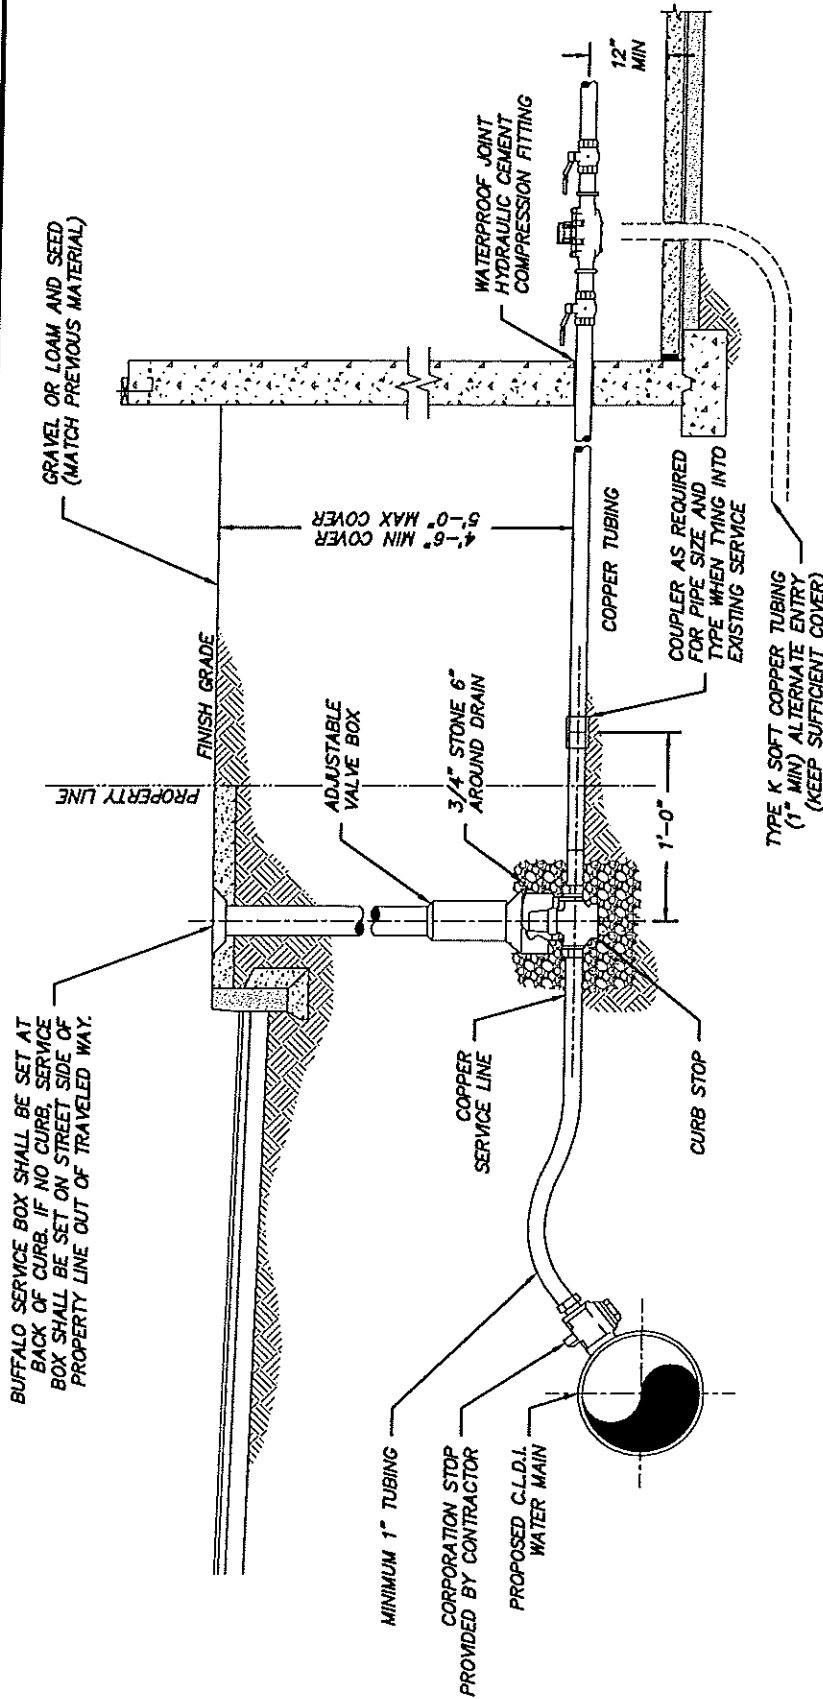 BUFFALO SERVICE BOX SHALL BE SET AT
BACK OF CURB. IF NO CURB, SERVICE
BOX SHALL BE SET ON STREET SIDE OF
PROPERTY LINE OUT OF TRAVELED WAY.
GRAVEL OR LOAM AND SEED
(MATCH PREVIOUS MATERIAL)
PROPERTY LINE
FINISH GRADE
4'-6" MIN COVER
5'-0" MAX COVER
ADJUSTABLE
VALVE BOX
3/4" STONE 6"
AROUND DRAIN
WATERPROOF JOINT
HYDRAULIC CEMENT
COMPRESSION FITTING
12"
MIN
MINIMUM 1" TUBING
CORPORATION STOP
PROVIDED BY CONTRACTOR
PROPOSED C.L.D.I.
WATER MAIN
COPPER
SERVICE LINE
CURB STOP
1'-0"
COPPER TUBING
COUPLER AS REQUIRED
FOR PIPE SIZE AND
TYPE WHEN TYING INTO
EXISTING SERVICE
TYPE K SOFT COPPER TUBING
(1" MIN) ALTERNATE ENTRY
(KEEP SUFFICIENT COVER)